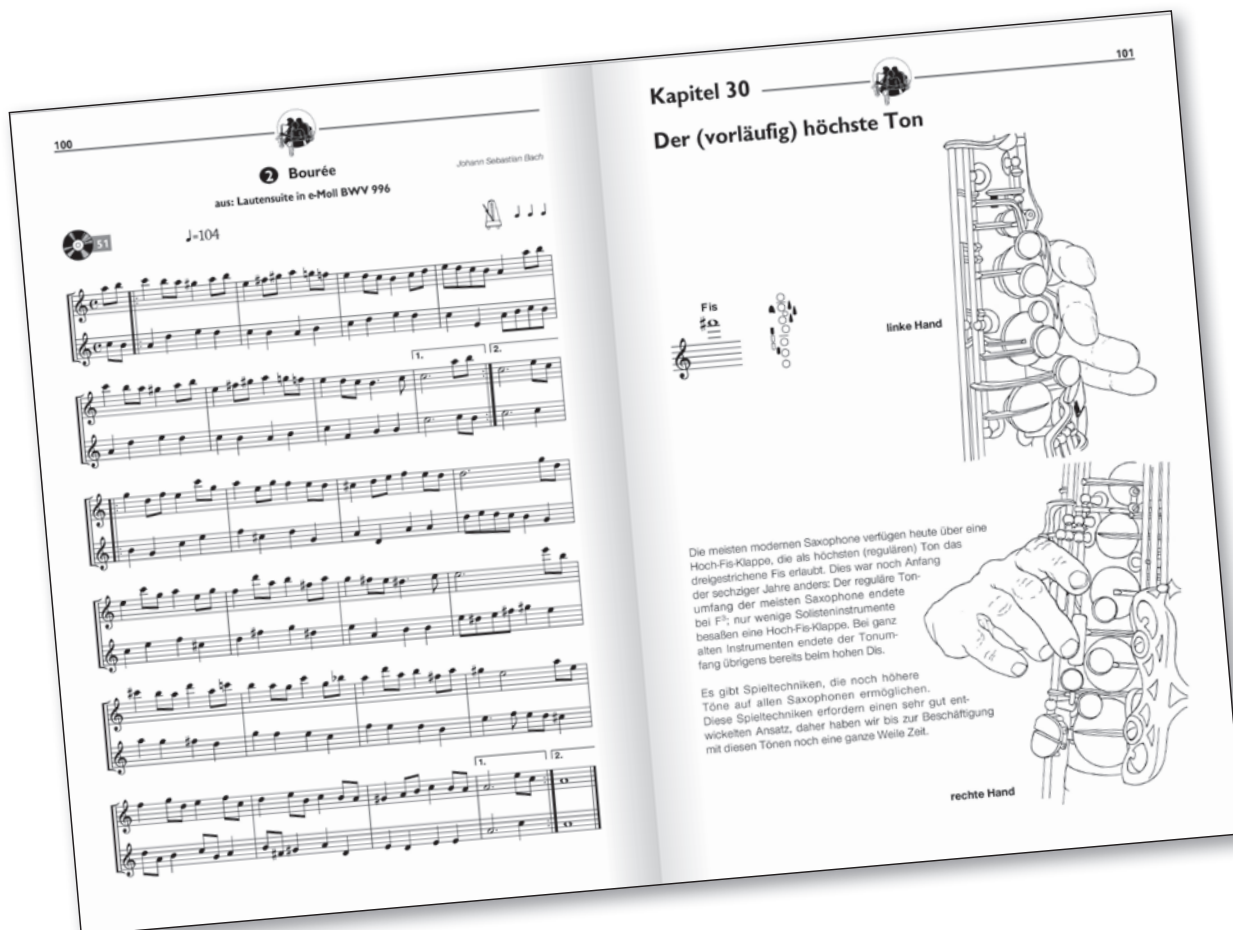 100
2 Bourée
Johann Sebastian Bach
aus: Lautensuite in e-Moll BWV 996
51
♩=104
1.
2.
1.
2.
101
Kapitel 30
Der (vorläufig) höchste Ton
Fis
linke Hand
Die meisten modernen Saxophone verfügen heute über eine
Hoch-Fis-Klappe, die als höchsten (regulären) Ton das
dreigestrichene Fis erlaubt. Dies war noch Anfang
der sechziger Jahre anders: Der reguläre Ton-
umfang der meisten Saxophone endete
bei F³; nur wenige Solisteninstrumente
besaßen eine Hoch-Fis-Klappe. Bei ganz
alten Instrumenten endete der Tonum-
fang übrigens bereits beim hohen Dis.
Es gibt Spieltechniken, die noch höhere
Töne auf allen Saxophonen ermöglichen.
Diese Spieltechniken erfordern einen sehr gut ent-
wickelten Ansatz, daher haben wir bis zur Beschäftigung
mit diesen Tönen noch eine ganze Weile Zeit.
rechte Hand